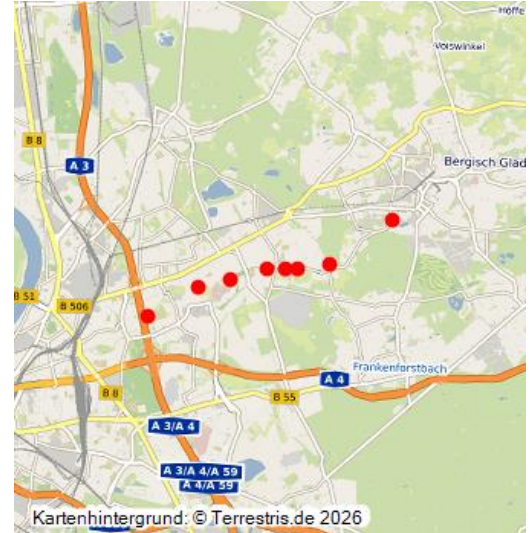 Höffe
Voiswinkel
B 8
A 3
Bergisch Glad
B 51
B 506
Frankenforstbach
A 4
B 8
B 55
A 3/A 4
A 3/A 4/A 59
A 4/A 59
Kartenhintergrund: © Terrestris.de 2026